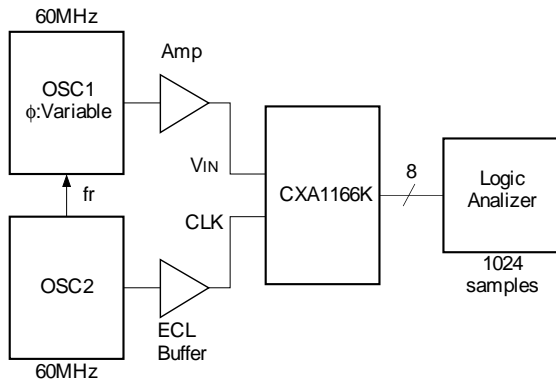 60MHz
OSC1
ϕ:Variable
Amp
VIN
fr
CLK
OSC2
60MHz
ECL
Buffer
CXA1166K
8
Logic
Analizer
1024
samples